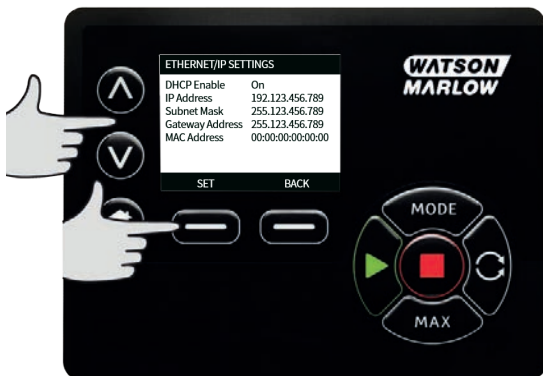 ETHERNET/IP SETTINGS
DHCP Enable On
IP Address 192.123.456.789
Subnet Mask 255.123.456.789
Gateway Address 255.123.456.789
MAC Address 00:00:00:00:00:00
SET BACK
WATSON
MARLOW
MODE
MAX